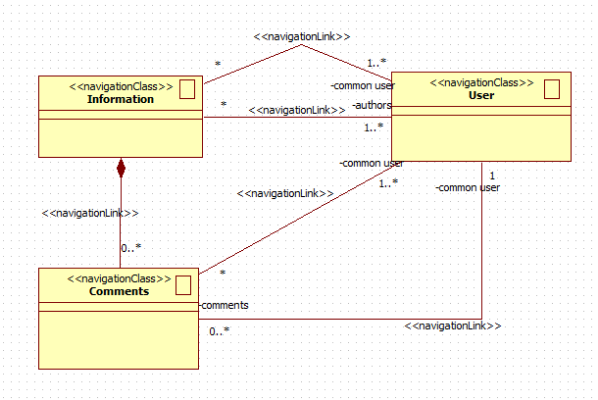 <<navigationLink>>
*
1..*
<<navigationClass>>
Information
-common user
<<navigationClass>>
User
*
<<navigationLink>>
-authors
1..*
-common user
1..*
1
-common user
<<navigationLink>>
<<navigationLink>>
0..*
*
<<navigationClass>>
Comments
-comments
0..*
<<navigationLink>>